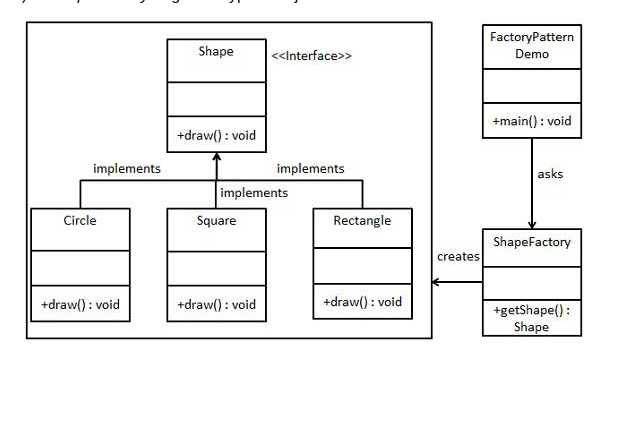 Shape
<<Interface>>
+draw() : void
implements
implements
implements
Circle
+draw() : void
Square
+draw() : void
Rectangle
+draw() : void
FactoryPattern
Demo
+main() : void
asks
creates
ShapeFactory
+getShape() :
Shape